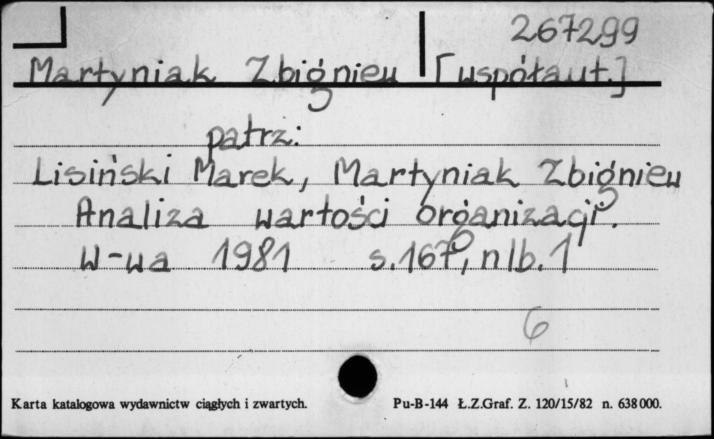 267299
Martyniak Zbigniew [współaut.]
patrz:
Lisiński Marek, Martyniak Zbigniew
Analiza wartości organizacji.
W-wa 1981 s.167, nlb. 1
6
Karta katalogowa wydawnictw ciągłych i zwartych. Pu-B-144 Ł.Z.Graf. Z. 120/15/82 n. 638000.